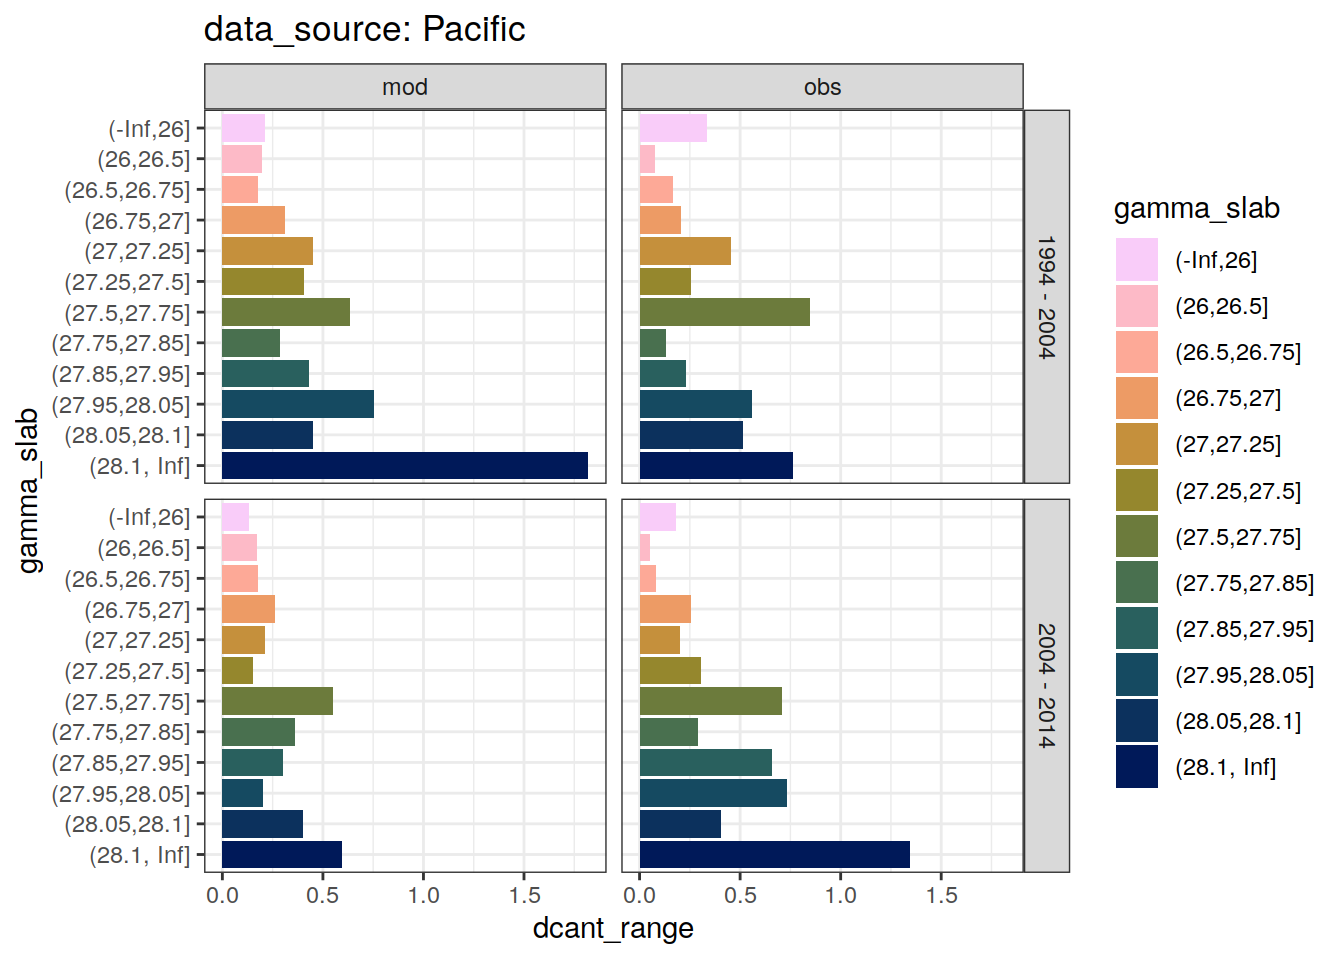 data_source: Pacific
mod
obs
(-Inf,26]
(26,26.5]
(26.5,26.75]
(26.75,27]
(27,27.25]
(27.25,27.5]
(27.5,27.75]
(27.75,27.85]
(27.85,27.95]
(27.95,28.05]
(28.05,28.1]
(28.1, Inf]
1994 - 2004
(-Inf,26]
(26,26.5]
(26.5,26.75]
(26.75,27]
(27,27.25]
(27.25,27.5]
(27.5,27.75]
(27.75,27.85]
(27.85,27.95]
(27.95,28.05]
(28.05,28.1]
(28.1, Inf]
2004 - 2014
gamma_slab
0.0 0.5 1.0 1.5
0.0 0.5 1.0 1.5
dcant_range
gamma_slab
(-Inf,26]
(26,26.5]
(26.5,26.75]
(26.75,27]
(27,27.25]
(27.25,27.5]
(27.5,27.75]
(27.75,27.85]
(27.85,27.95]
(27.95,28.05]
(28.05,28.1]
(28.1, Inf]